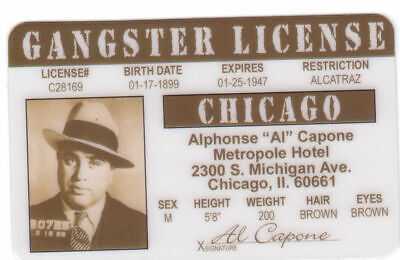 GANGSTER LICENSE
LICENSE# BIRTH DATE EXPIRES RESTRICTION
C28169 01-17-1899 01-25-1947 ALCATRAZ
CHICAGO
Alphonse "Al" Capone
Metropole Hotel
2300 S. Michigan Ave.
Chicago, Il. 60661
SEX HEIGHT WEIGHT HAIR EYES
M 5'8" 200 BROWN BROWN
X Al Capone
SIGNATURE